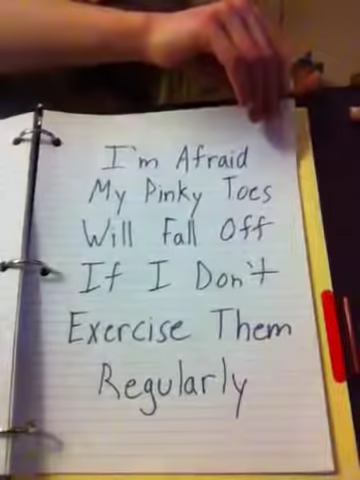 I'm Afraid
My Pinky Toes
Will Fall Off
If I Don't
Exercise Them
Regularly